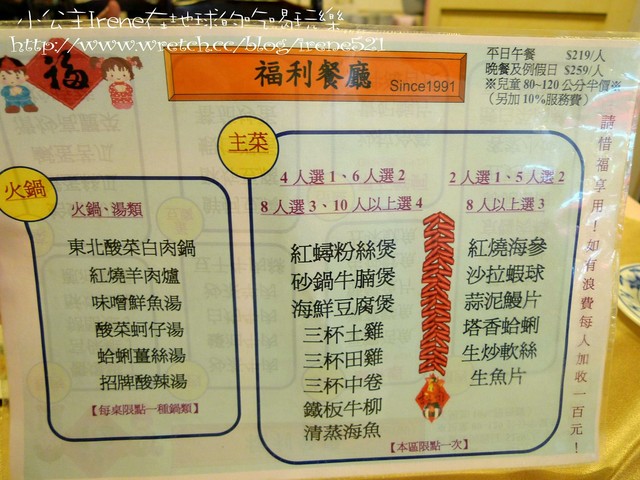 小公主Irene在地球的吃喝玩樂
http://www.wretch.cc/blog/irene521
福
福利餐廳
Since1991
平日午餐 $219/人
晚餐及例假日 $259/人
※兒童80~120公分半價※
（另加10%服務費）
請惜福享用！如有浪費每人加收一百元！
火鍋
火鍋、湯類
東北酸菜白肉鍋
紅燒羊肉爐
味噌鮮魚湯
酸菜蚵仔湯
蛤蜊薑絲湯
招牌酸辣湯
【每桌限點一種鍋類】
主菜
4人選1、6人選2
8人選3、10人以上選4
紅蟳粉絲煲
砂鍋牛腩煲
海鮮豆腐煲
三杯土雞
三杯田雞
三杯中卷
鐵板牛柳
清蒸海魚
2人選1、5人選2
8人以上選3
紅燒海參
沙拉蝦球
蒜泥鰻片
塔香蛤蜊
生炒軟絲
生魚片
【本區限點一次】